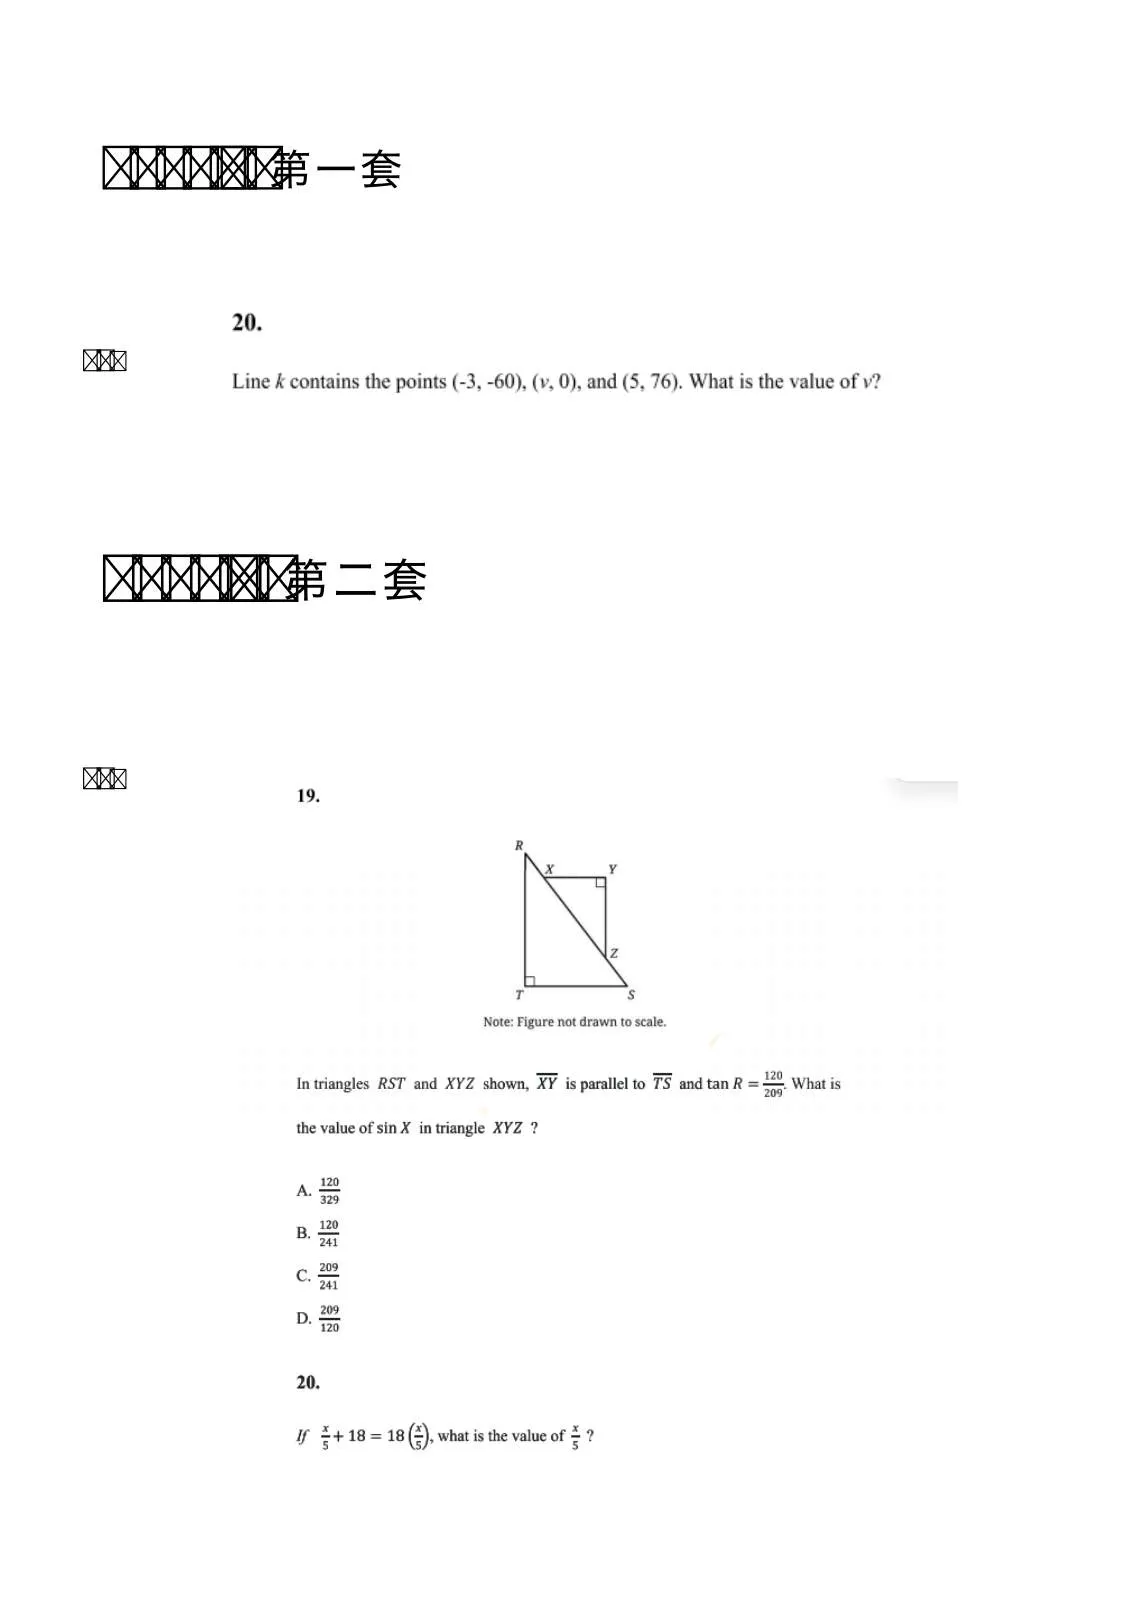 第一套
20.
Line k contains the points (-3, -60), (v, 0), and (5, 76). What is the value of v?
第二套
19.
R
X
Y
Z
T
S
Note: Figure not drawn to scale.
In triangles RST and XYZ shown, XY is parallel to TS and tan R = 120/209. What is
the value of sin X in triangle XYZ ?
A. 120/329
B. 120/241
C. 209/241
D. 209/120
20.
If x/5 + 18 = 18 (x/5), what is the value of x/5 ?